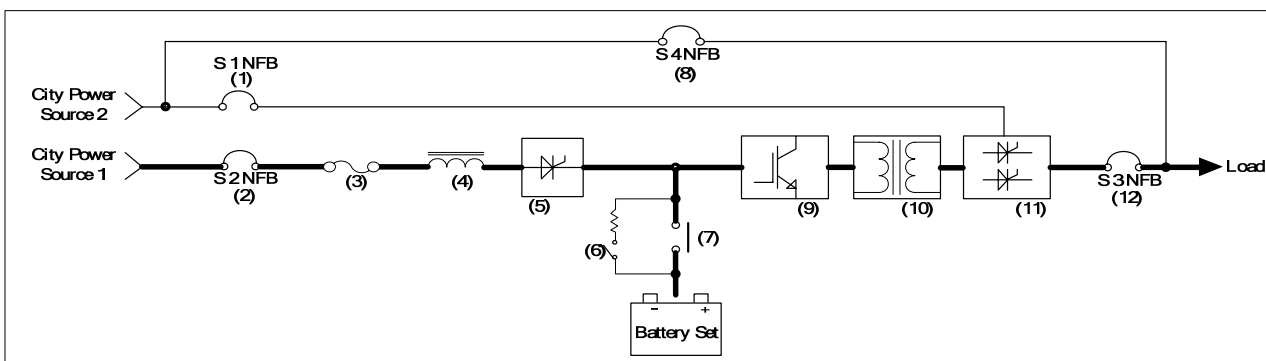 S4NFB
(8)
S1NFB
(1)
City Power
Source 2
City Power
Source 1
S2NFB
(2)
(3)
(4)
(5)
(9)
(10)
(11)
S3NFB
(12)
Load
(6)
(7)
- +
Battery Set